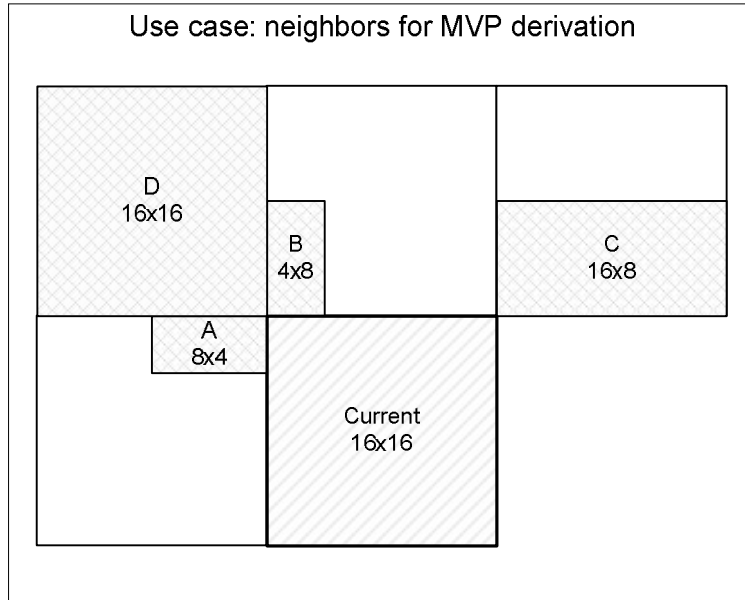 Use case: neighbors for MVP derivation
D
16x16
B
4x8
C
16x8
A
8x4
Current
16x16